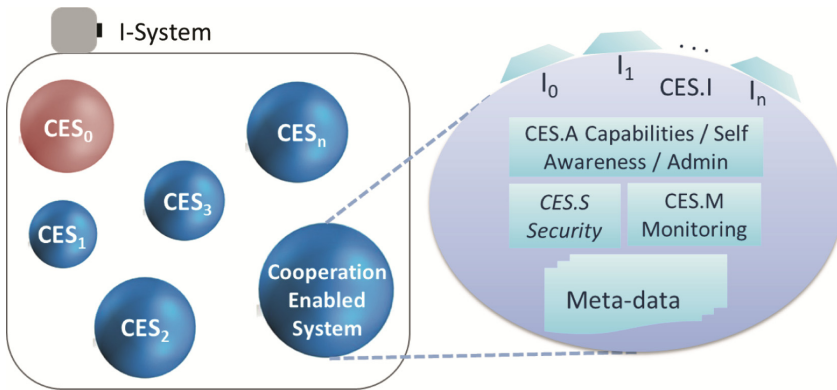 I-System
CES₀
CESₙ
CES₃
CES₁
CES₂
Cooperation
Enabled
System
I₀
I₁
...
Iₙ
CES.I
CES.A Capabilities / Self
Awareness / Admin
CES.S
Security
CES.M
Monitoring
Meta-data